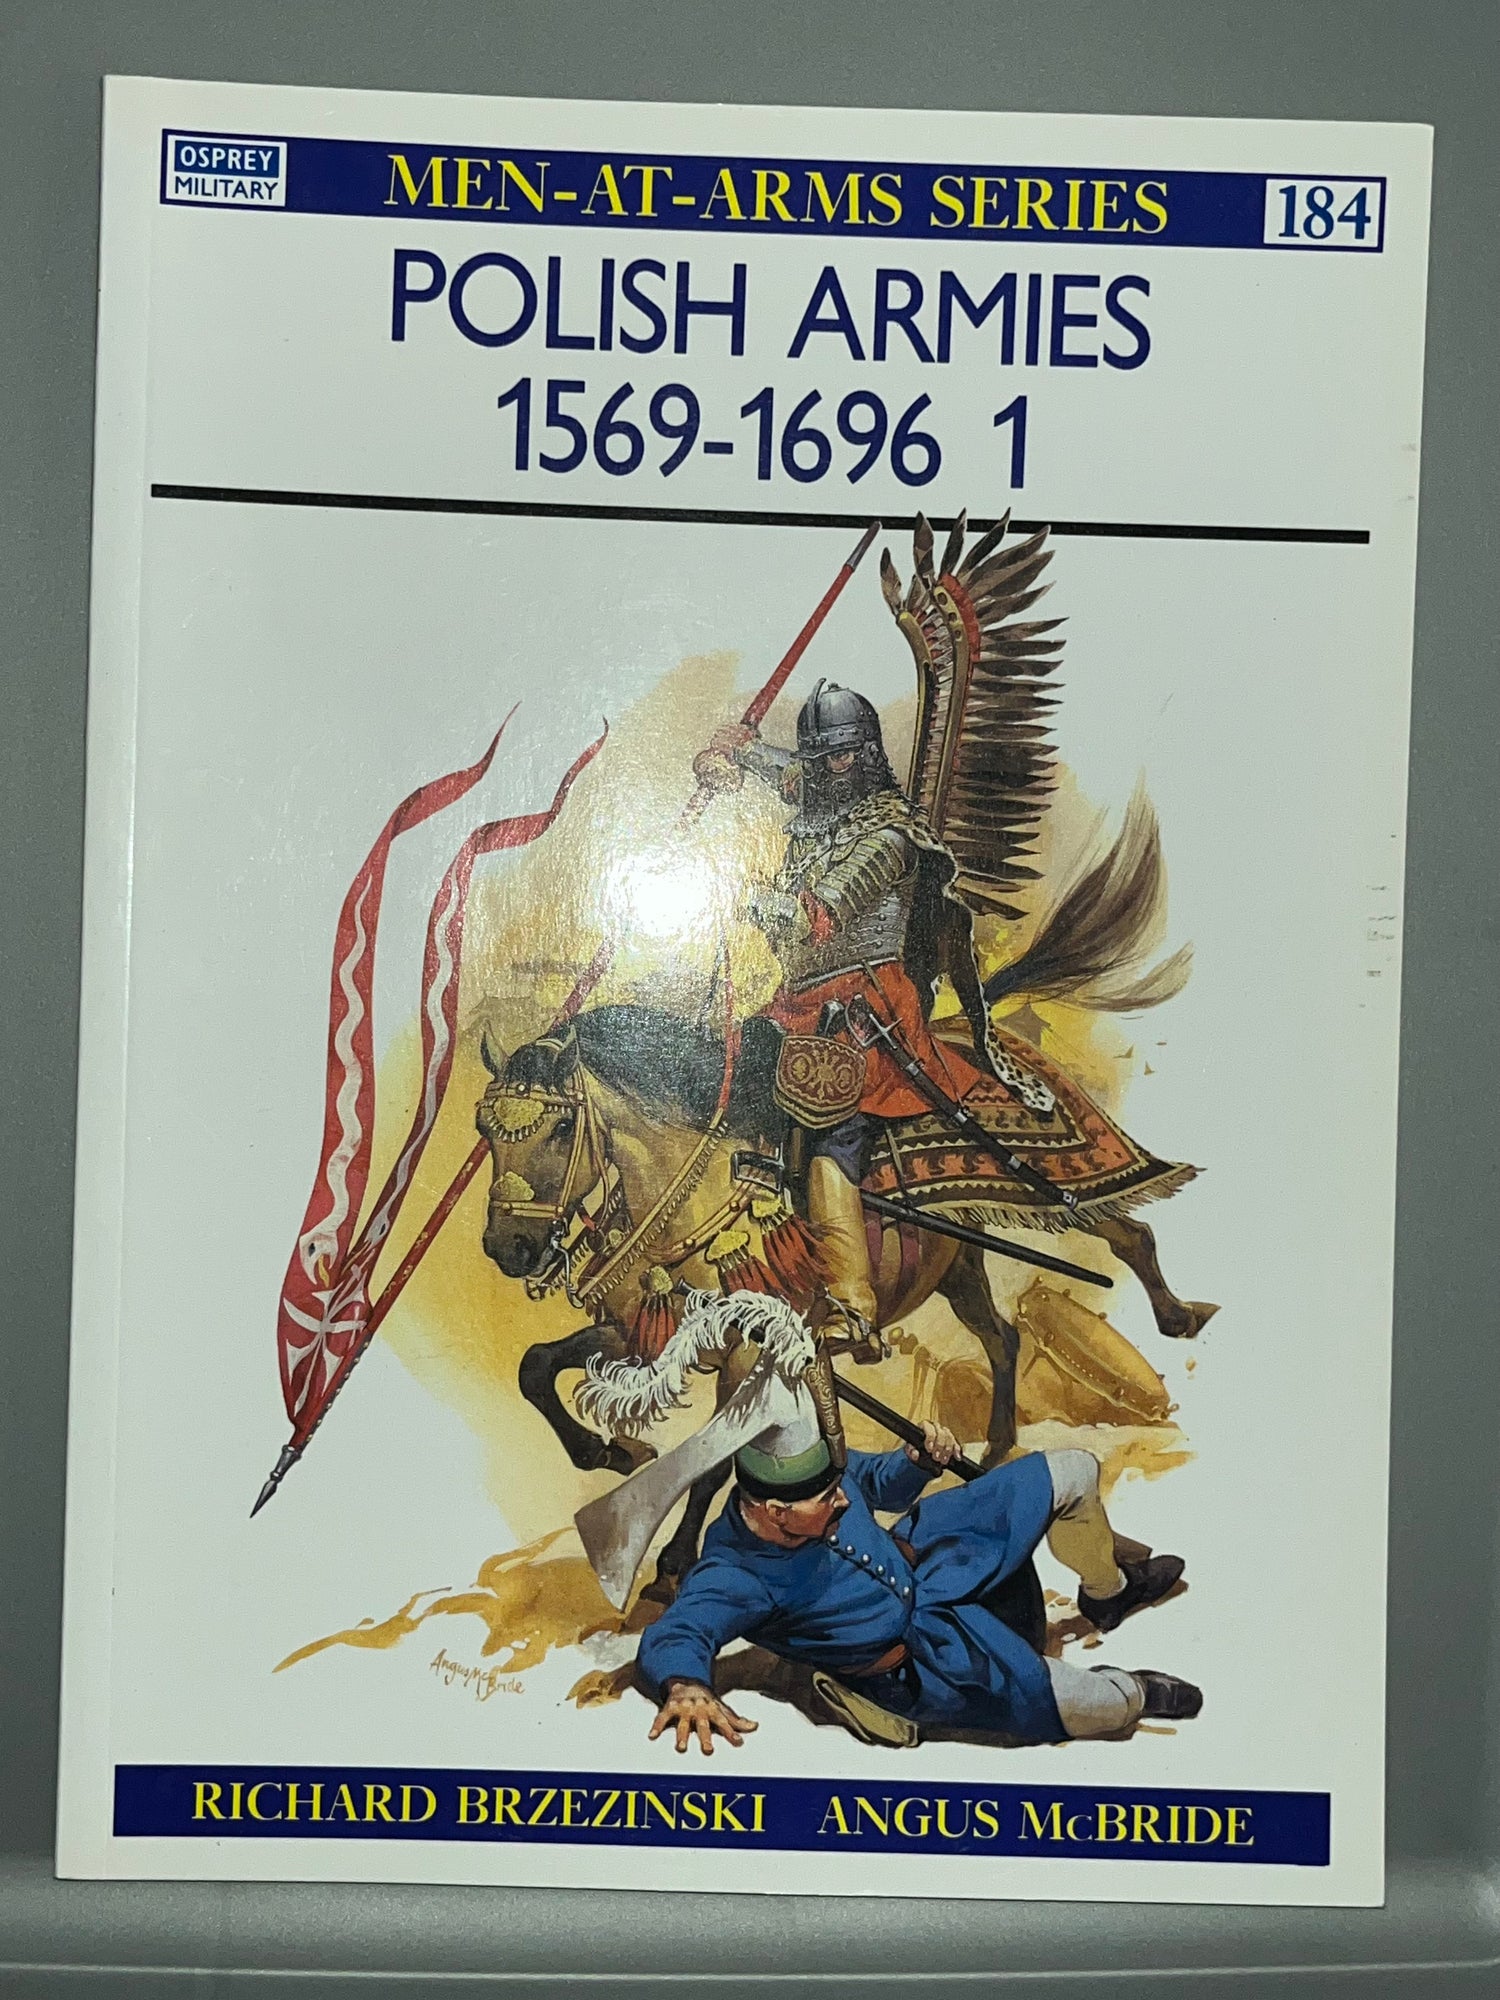 OSPREY
MILITARY
MEN-AT-ARMS SERIES
184
POLISH ARMIES
1569-1696 1
Angus McBride
RICHARD BRZEZINSKI ANGUS McBRIDE